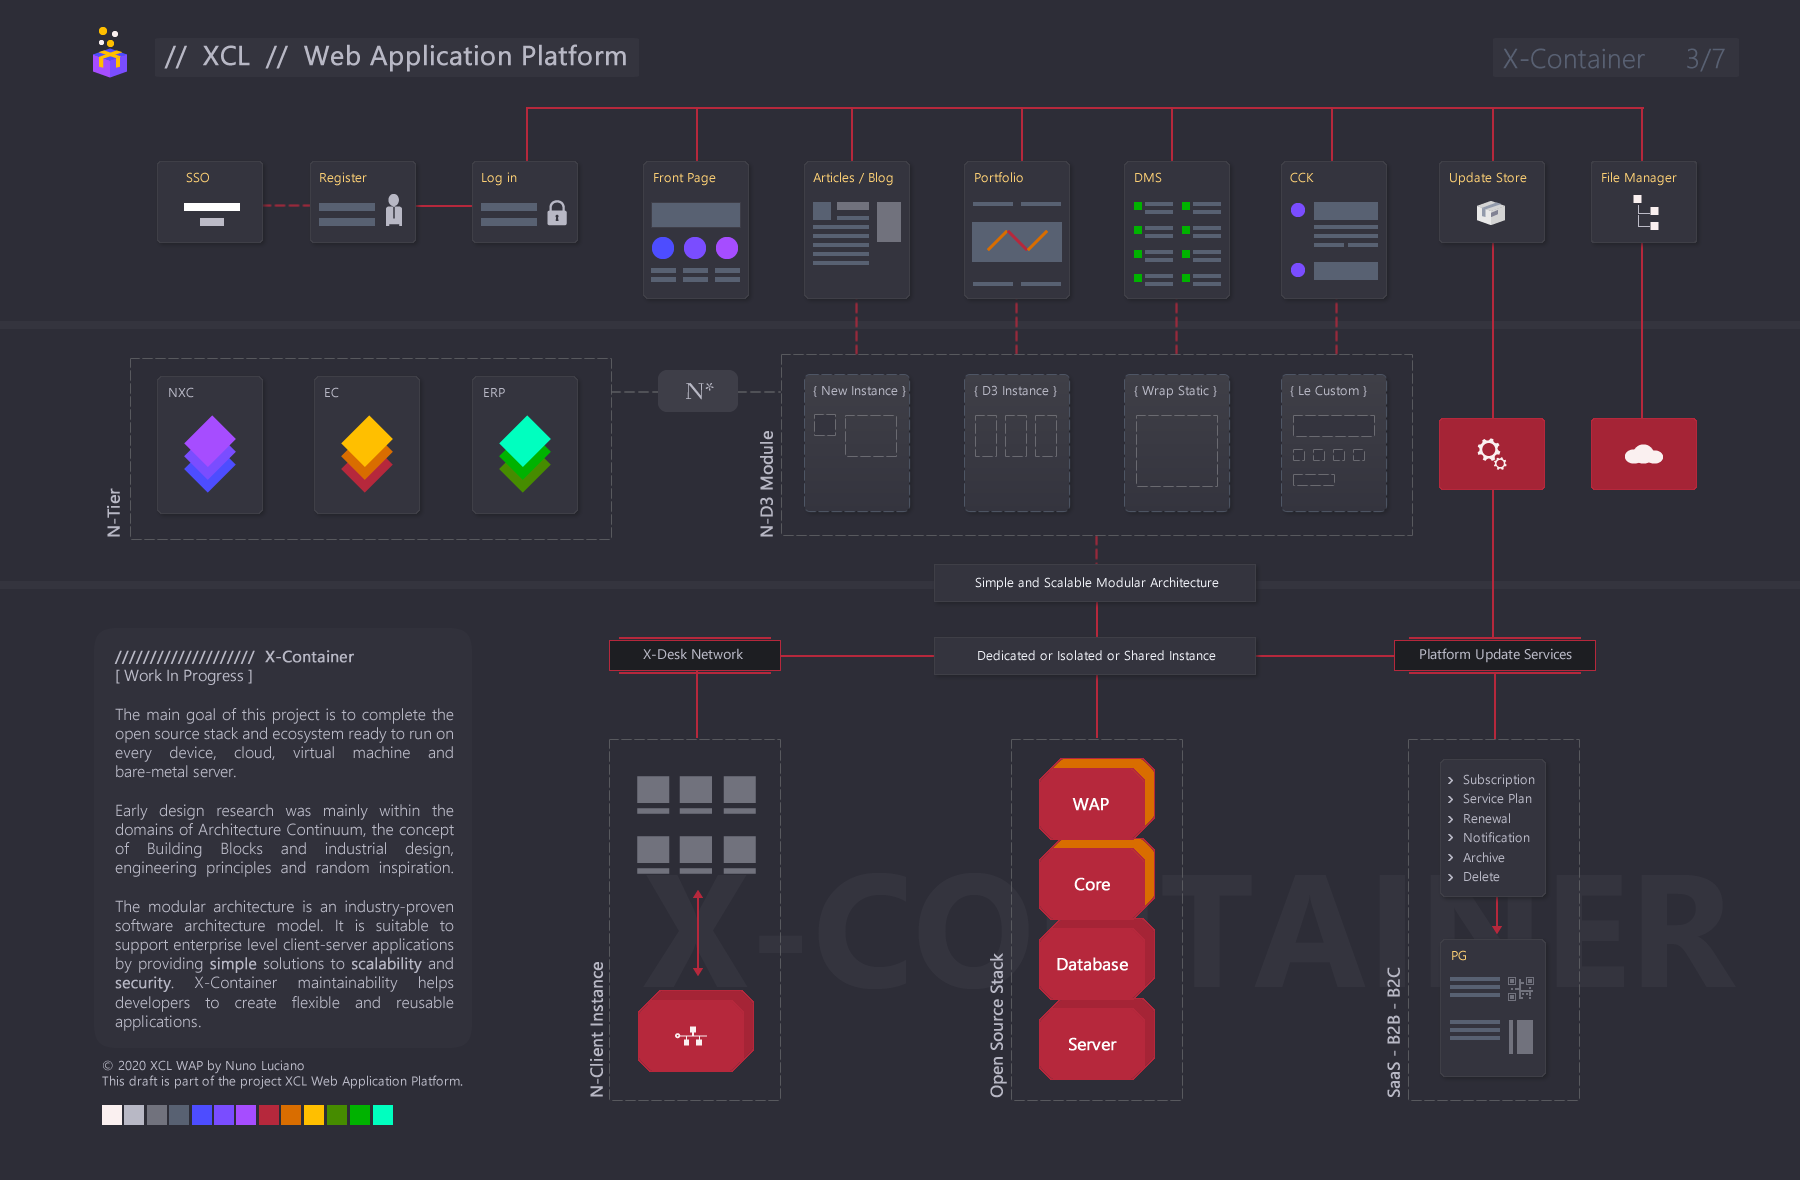 // XCL // Web Application Platform
X-Container 3/7
SSO
Register
Log in
Front Page
Articles / Blog
Portfolio
DMS
CCK
Update Store
File Manager
N-Tier
NXC
EC
ERP
N*
N-D3 Module
{ New Instance }
{ D3 Instance }
{ Wrap Static }
{ Le Custom }
Simple and Scalable Modular Architecture
X-Desk Network
Dedicated or Isolated or Shared Instance
Platform Update Services
//////////////////// X-Container
[ Work In Progress ]
The main goal of this project is to complete the
open source stack and ecosystem ready to run on
every device, cloud, virtual machine and
bare-metal server.
Early design research was mainly within the
domains of Architecture Continuum, the concept
of Building Blocks and industrial design,
engineering principles and random inspiration.
The modular architecture is an industry-proven
software architecture model. It is suitable to
support enterprise level client-server applications
by providing simple solutions to scalability and
security. X-Container maintainability helps
developers to create flexible and reusable
applications.
© 2020 XCL WAP by Nuno Luciano
This draft is part of the project XCL Web Application Platform.
N-Client Instance
Open Source Stack
WAP
Core
Database
Server
SaaS - B2B - B2C
› Subscription
› Service Plan
› Renewal
› Notification
› Archive
› Delete
PG
X-CONTAINER